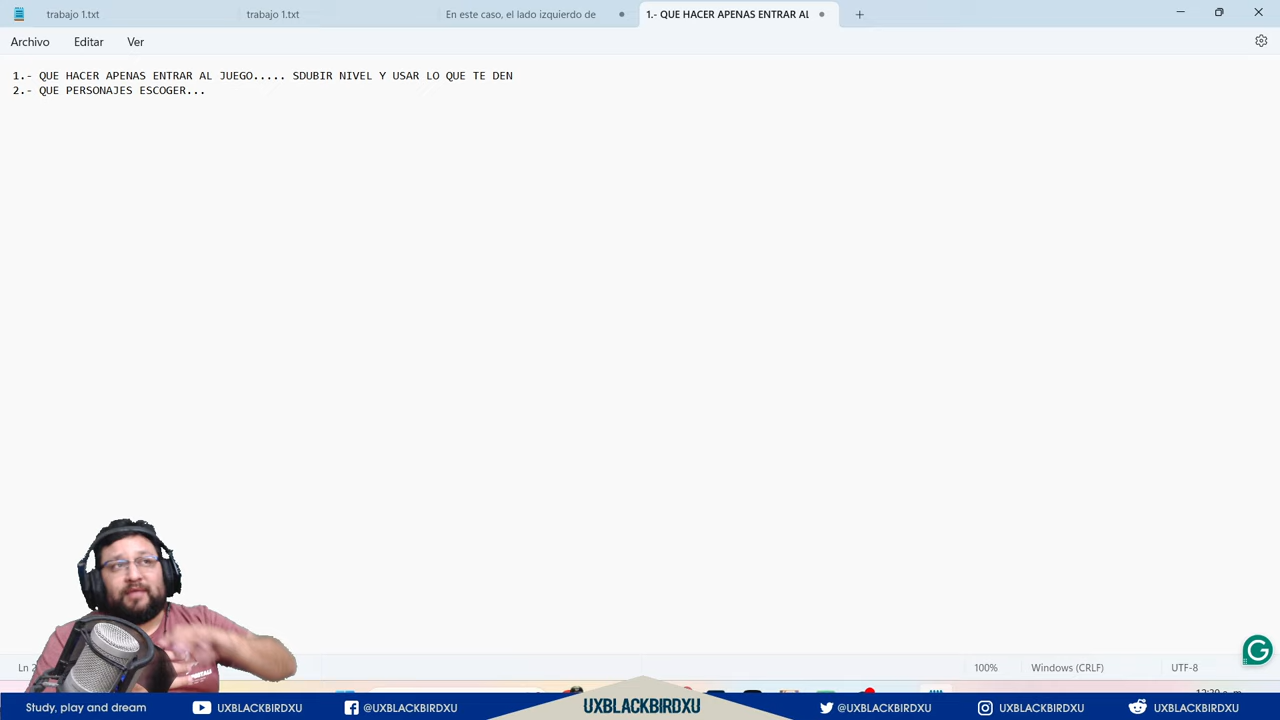 trabajo 1.txt
trabajo 1.txt
En este caso, el lado izquierdo de
1.- QUE HACER APENAS ENTRAR AL
Archivo Editar Ver
1.- QUE HACER APENAS ENTRAR AL JUEGO..... SDUBIR NIVEL Y USAR LO QUE TE DEN
2.- QUE PERSONAJES ESCOGER...
Ln 2
100%
Windows (CRLF)
UTF-8
Study, play and dream
UXBLACKBIRDXU
@UXBLACKBIRDXU
UXBLACKBIRDXU
@UXBLACKBIRDXU
UXBLACKBIRDXU
UXBLACKBIRDXU